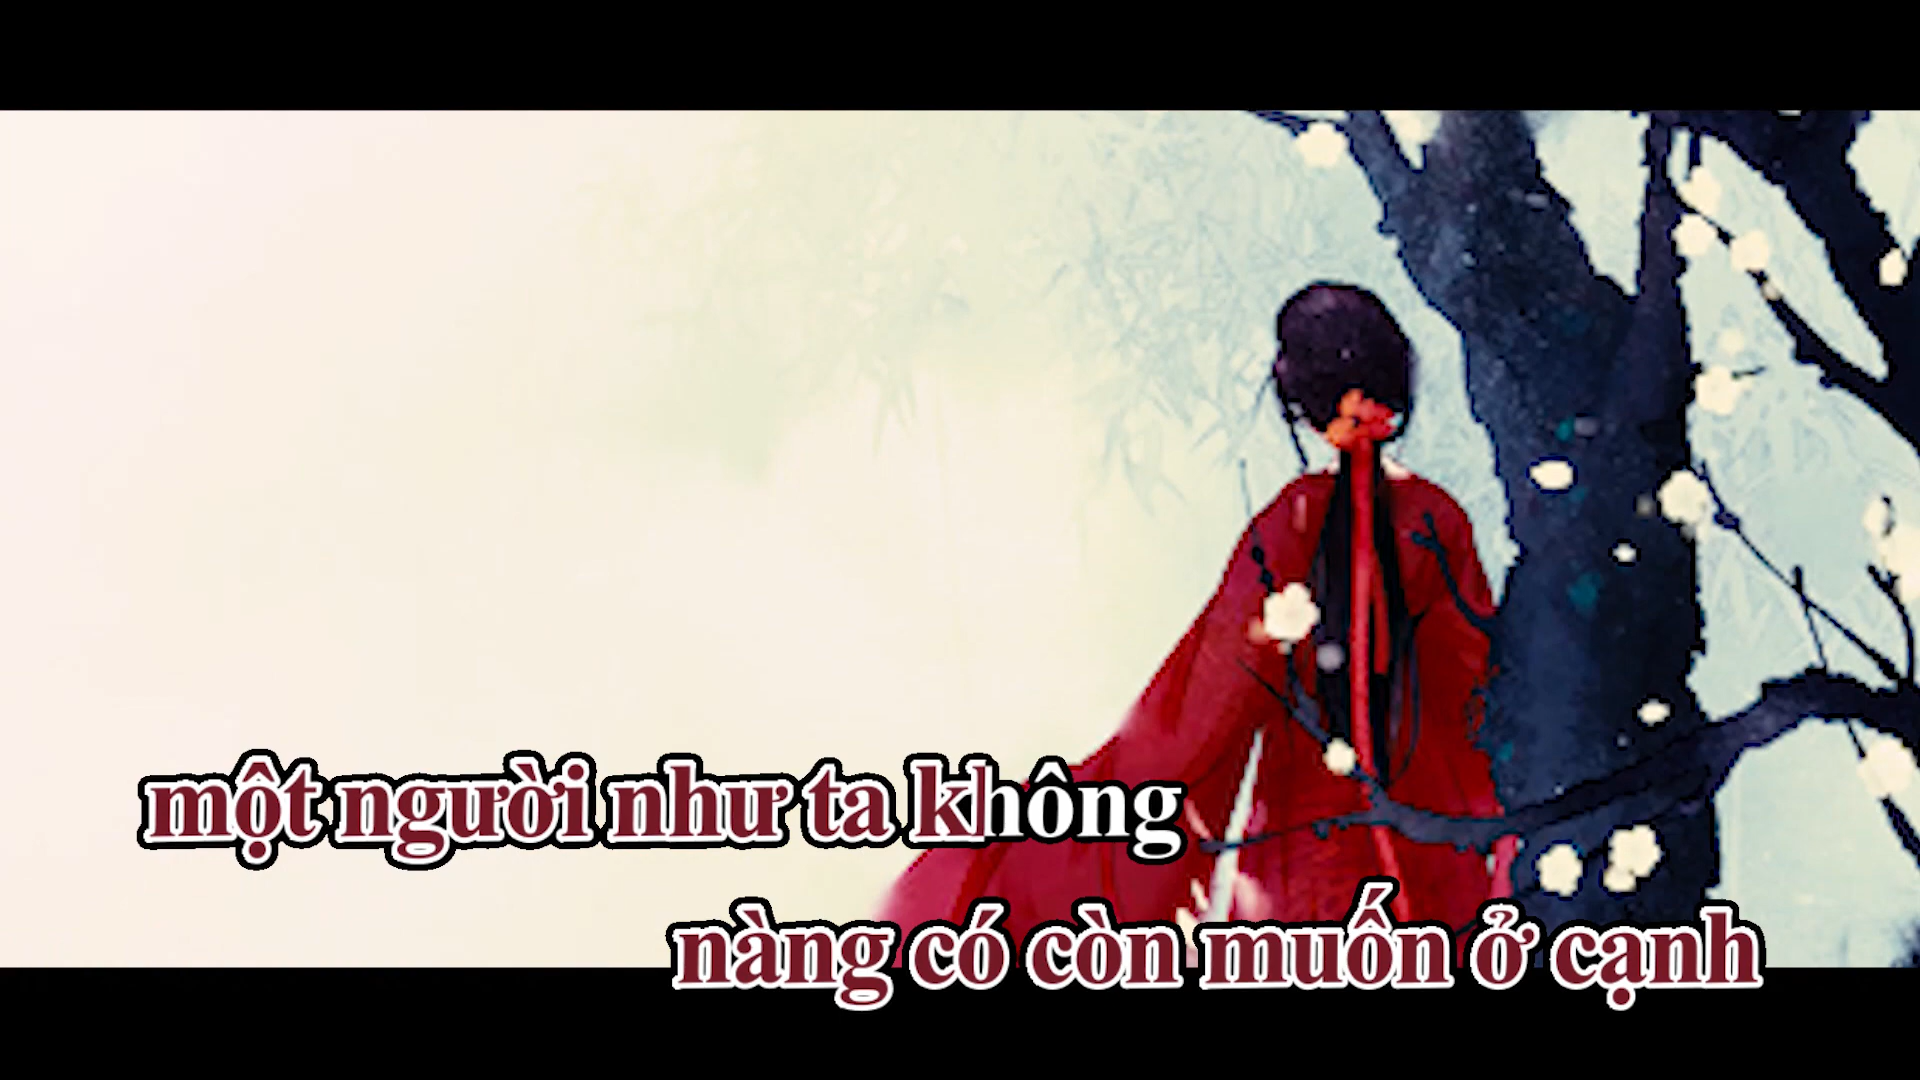 một người như ta không
nàng có còn muốn ở cạnh